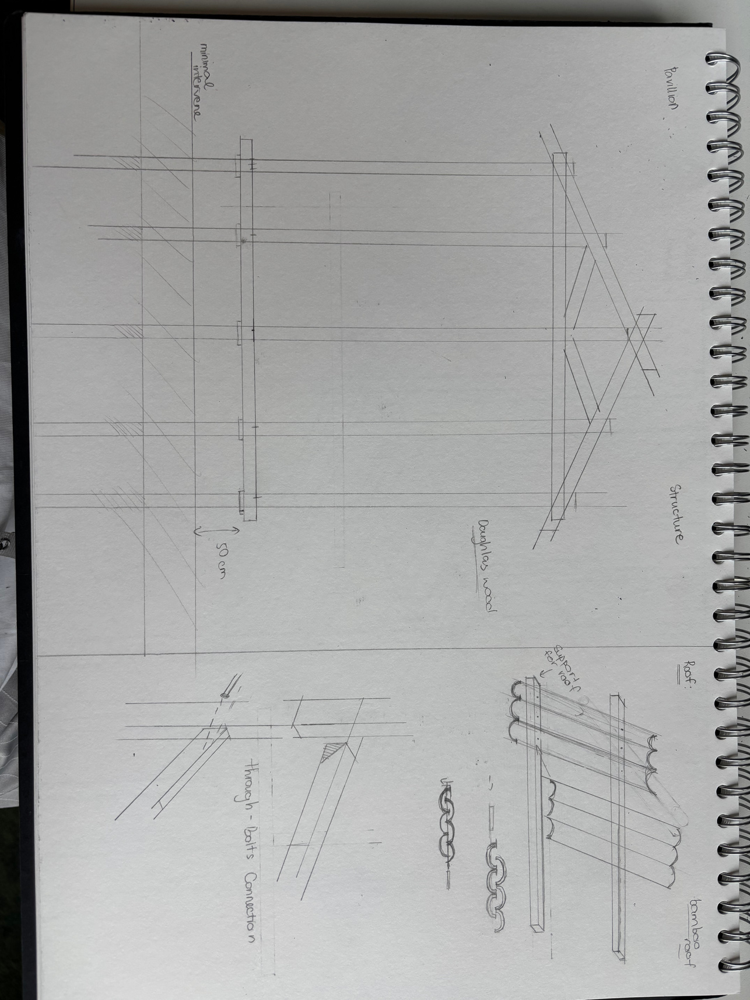 Pavillion
Structure
Roof:
bamboo
roof
support
for roof
Doughlas wood
50 cm
minimal
intervene
through - Bolts Connection